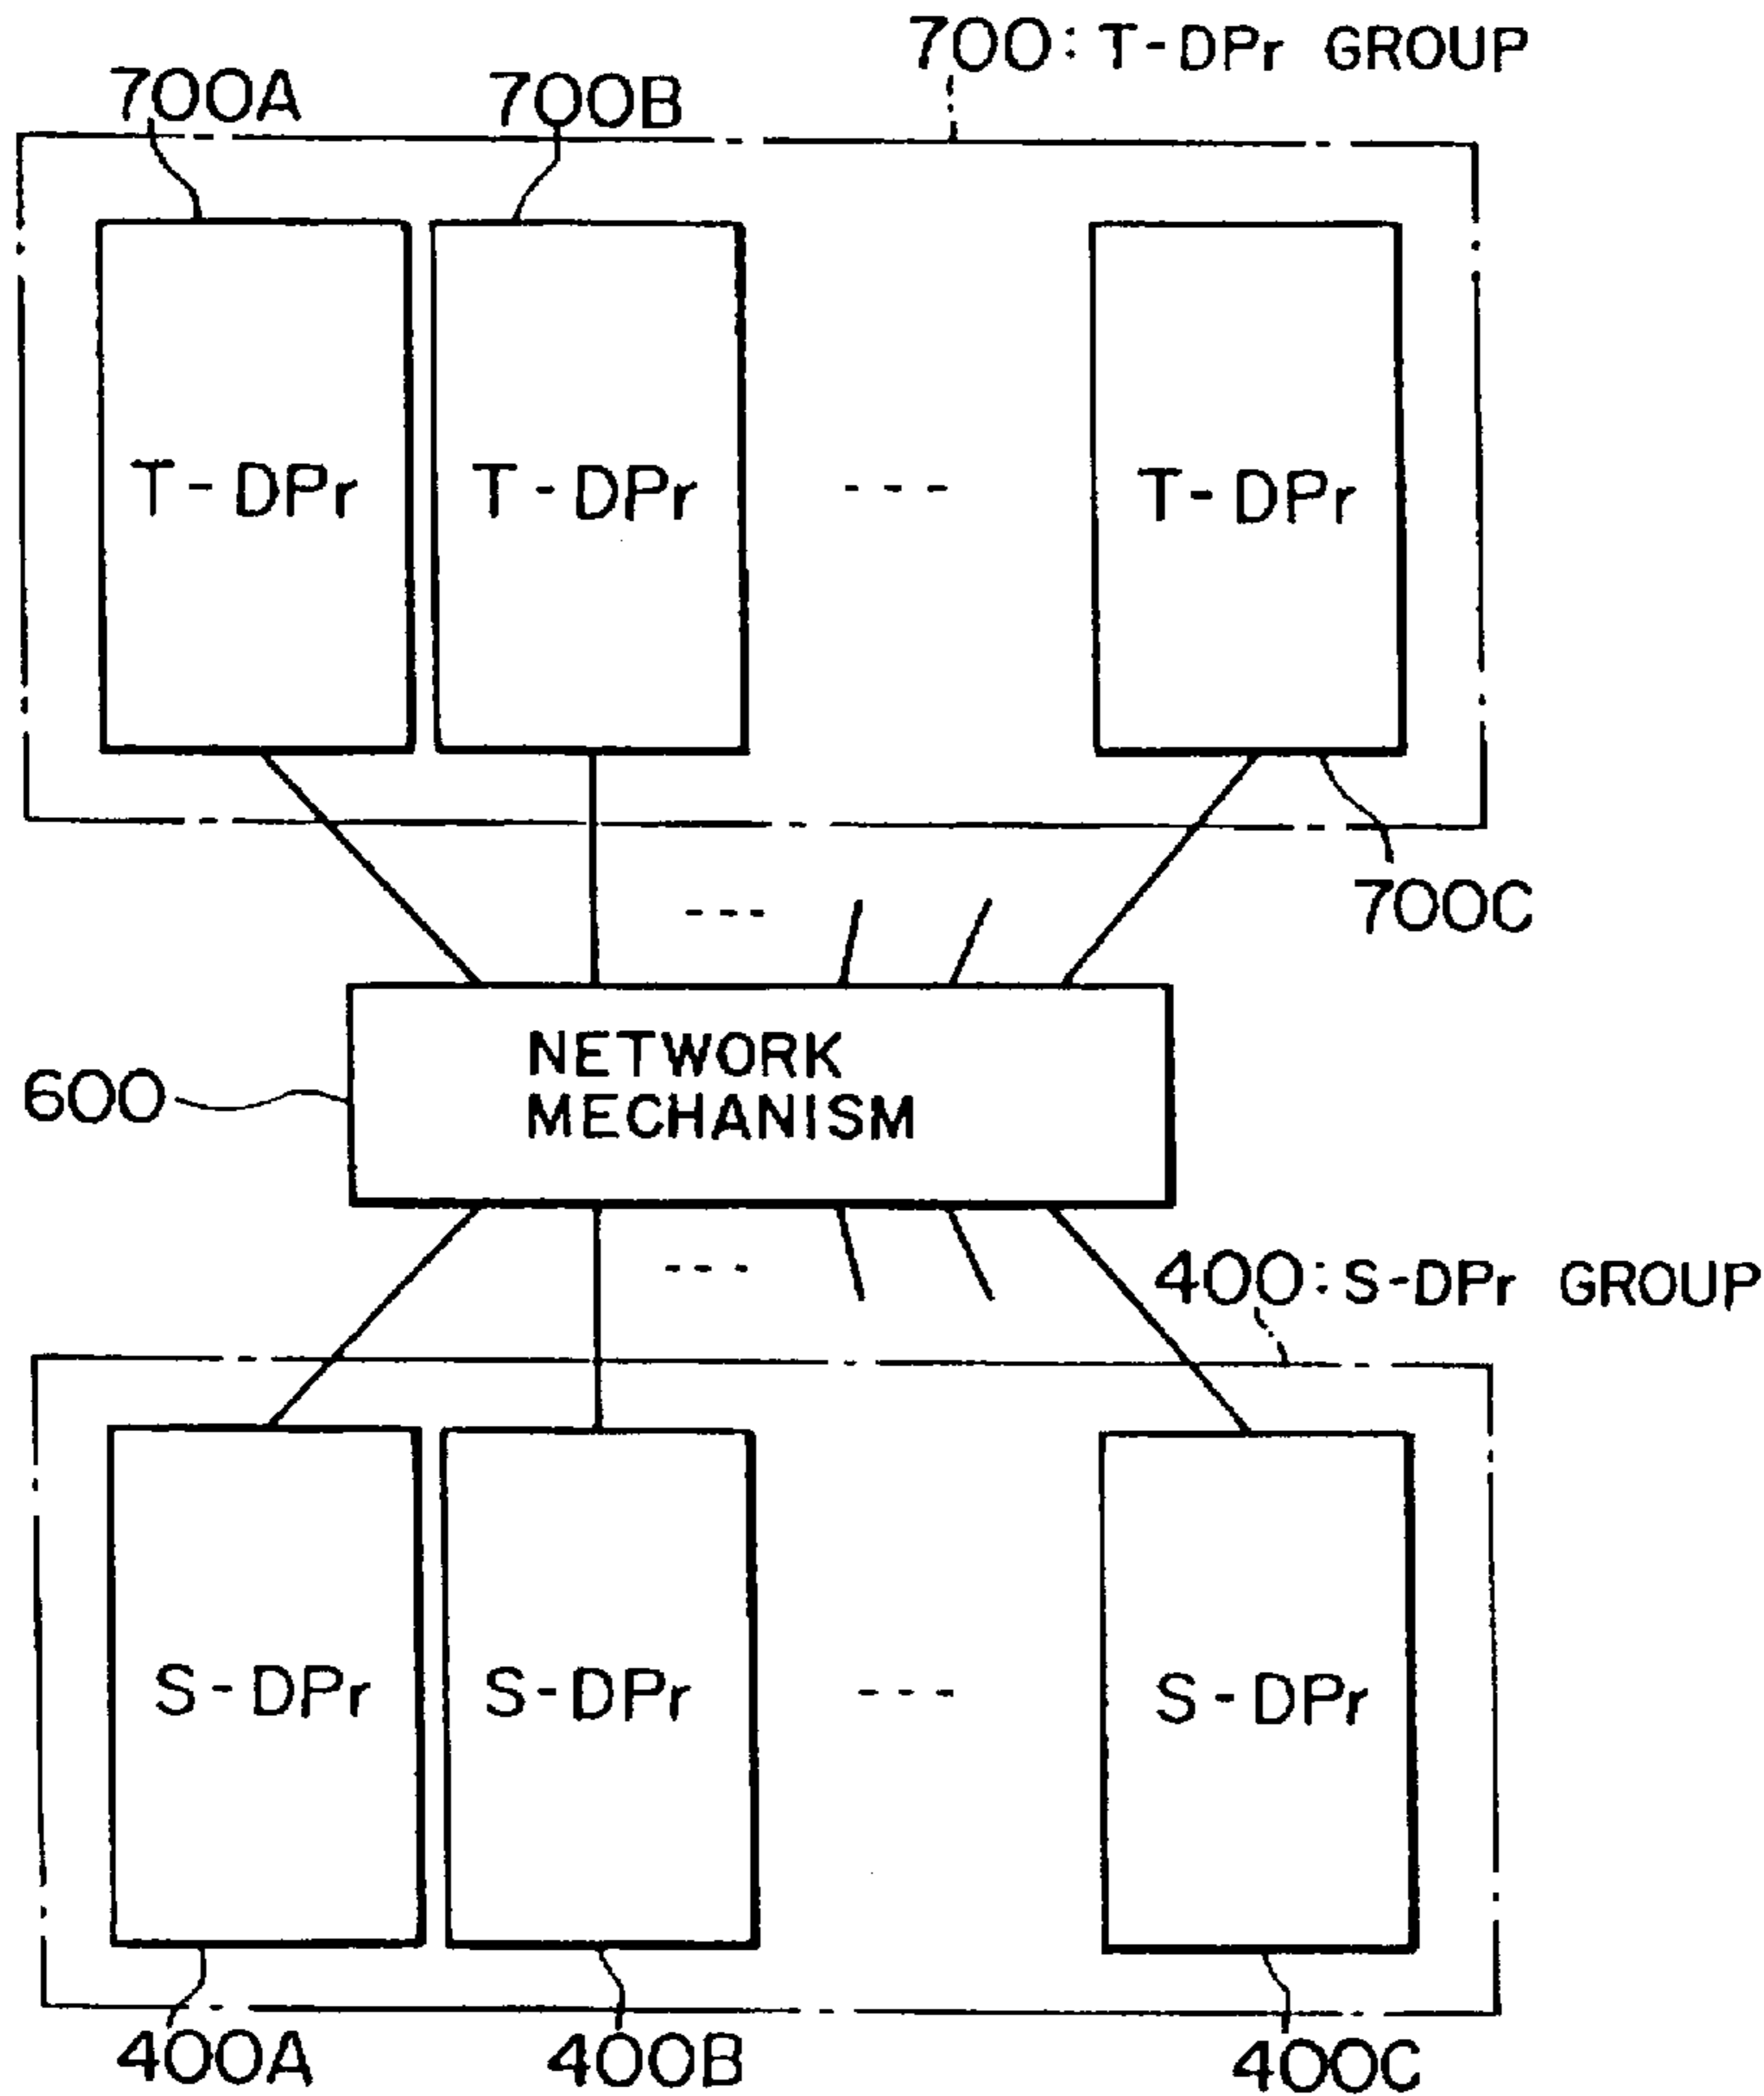 700: T-DPr GROUP
700A
700B
T-DPr
T-DPr
T-DPr
700C
NETWORK
MECHANISM
600
400: S-DPr GROUP
S-DPr
S-DPr
S-DPr
400A
400B
400C